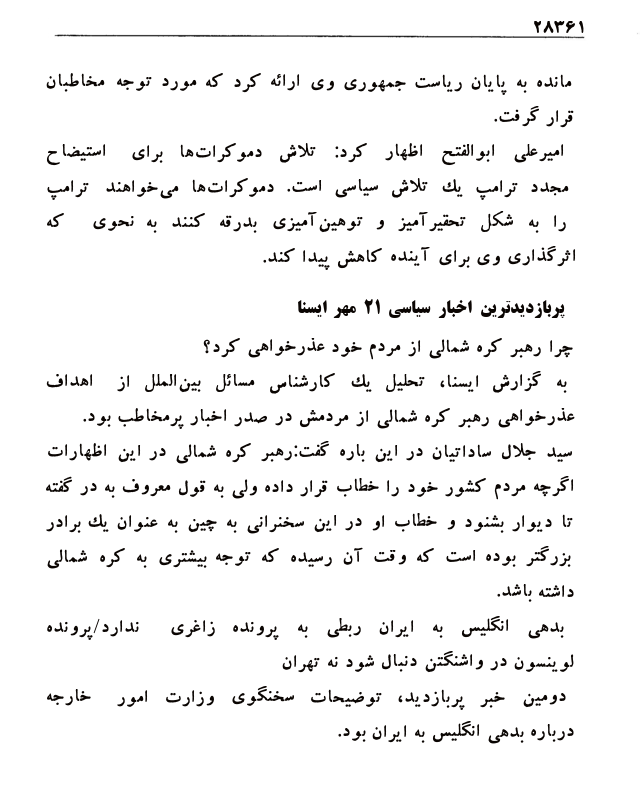 ۲۸۳۶۱
مانده به پایان ریاست جمهوری وی ارائه کرد که مورد توجه مخاطبان
قرار گرفت.
امیرعلی ابوالفتح اظهار کرد: تلاش دموکرات‌ها برای استیضاح
مجدد ترامپ یك تلاش سیاسی است. دموکرات‌ها می‌خواهند ترامپ
را به شکل تحقیرآمیز و توهین‌آمیزی بدرقه کنند به نحوی که
اثرگذاری وی برای آینده کاهش پیدا کند.
پربازدیدترین اخبار سیاسی ۲۱ مهر ایسنا
چرا رهبر کره شمالی از مردم خود عذرخواهی کرد؟
به گزارش ایسنا، تحلیل یك کارشناس مسائل بین‌الملل از اهداف
عذرخواهی رهبر کره شمالی از مردمش در صدر اخبار پرمخاطب بود.
سید جلال ساداتیان در این باره گفت:رهبر کره شمالی در این اظهارات
اگرچه مردم کشور خود را خطاب قرار داده ولی به قول معروف به در گفته
تا دیوار بشنود و خطاب او در این سخنرانی به چین به عنوان یك برادر
بزرگتر بوده است که وقت آن رسیده که توجه بیشتری به کره شمالی
داشته باشد.
بدهی انگلیس به ایران ربطی به پرونده زاغری ندارد/پرونده
لوینسون در واشنگتن دنبال شود نه تهران
دومین خبر پربازدید، توضیحات سخنگوی وزارت امور خارجه
درباره بدهی انگلیس به ایران بود.